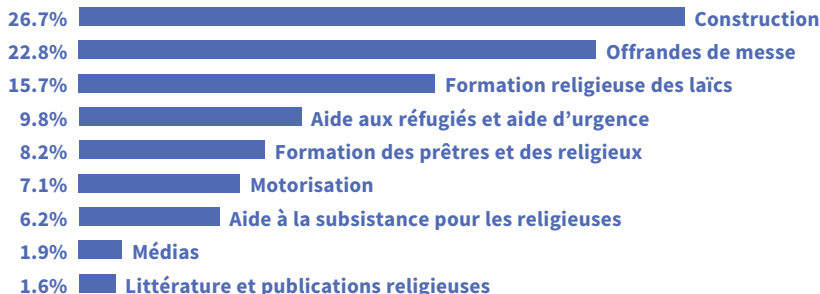 26.7% Construction
22.8% Offrandes de messe
15.7% Formation religieuse des laïcs
9.8% Aide aux réfugiés et aide d’urgence
8.2% Formation des prêtres et des religieux
7.1% Motorisation
6.2% Aide à la subsistance pour les religieuses
1.9% Médias
1.6% Littérature et publications religieuses